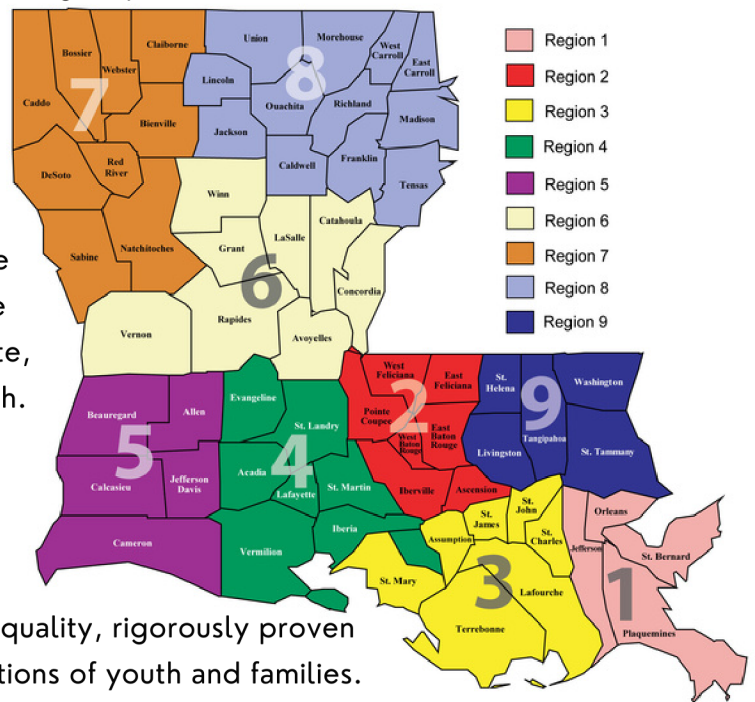 Bossier
Webster
Claiborne
Caddo
7
Bienville
DeSoto
Red
River
Sabine
Natchitoches
Union
Morehouse
West
Carroll
East
Carroll
Lincoln
8
Ouachita
Richland
Madison
Jackson
Caldwell
Franklin
Tensas
Winn
Grant
LaSalle
Catahoula
6
Concordia
Rapides
Vernon
Avoyelles
Region 1
Region 2
Region 3
Region 4
Region 5
Region 6
Region 7
Region 8
Region 9
e
e
te,
h.
Beauregard
Allen
5
Calcasieu
Jefferson
Davis
Cameron
Evangeline
St. Landry
4
Acadia
Lafayette
St. Martin
Iberia
Vermilion
West
Feliciana
East
Feliciana
2
Pointe
Coupee
West
Baton
Rouge
East
Baton
Rouge
Iberville
Ascension
St.
Helena
9
Washington
Tangipahoa
Livingston
St. Tammany
St.
John
St.
James
St.
Charles
Assumption
St. Mary
3
Lafourche
Terrebonne
Orleans
Jefferson
St. Bernard
1
Plaquemines
quality, rigorously proven
tions of youth and families.